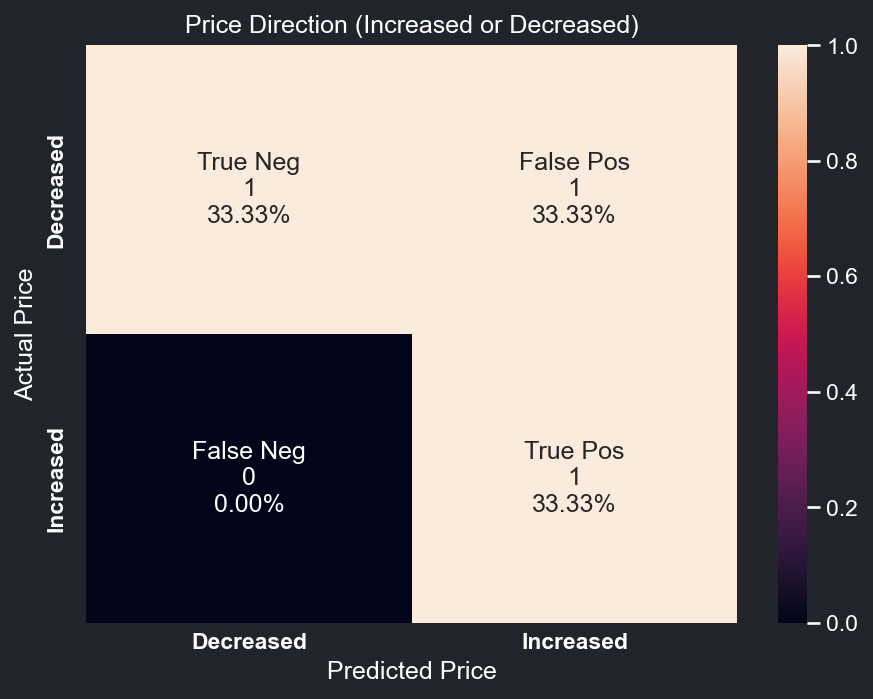 Price Direction (Increased or Decreased)
Actual Price
Decreased
Increased
True Neg
1
33.33%
False Pos
1
33.33%
False Neg
0
0.00%
True Pos
1
33.33%
Decreased
Increased
Predicted Price
1.0
0.8
0.6
0.4
0.2
0.0